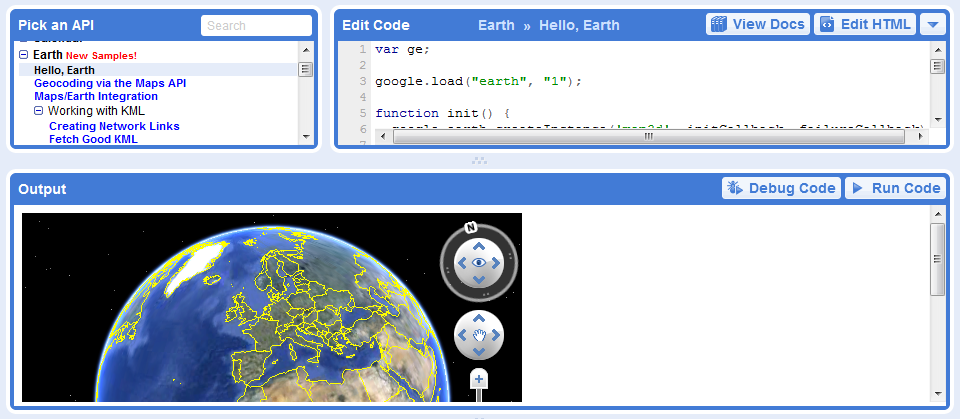 Pick an API
Search
Earth New Samples!
Hello, Earth
Geocoding via the Maps API
Maps/Earth Integration
Working with KML
Creating Network Links
Fetch Good KML
Edit Code
Earth » Hello, Earth
View Docs
Edit HTML
1 var ge;
2
3 google.load("earth", "1");
4
5 function init() {
6
Output
Debug Code
Run Code
N